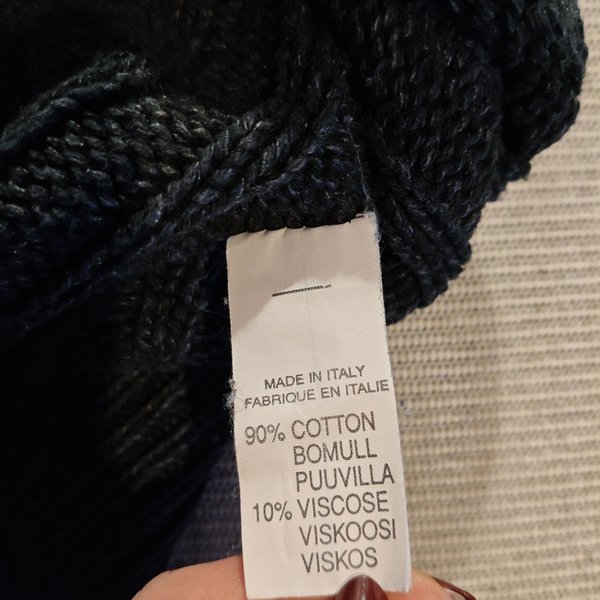 MADE IN ITALY
FABRIQUE EN ITALIE
90% COTTON
BOMULL
PUUVILLA
10% VISCOSE
VISKOOSI
VISKOS